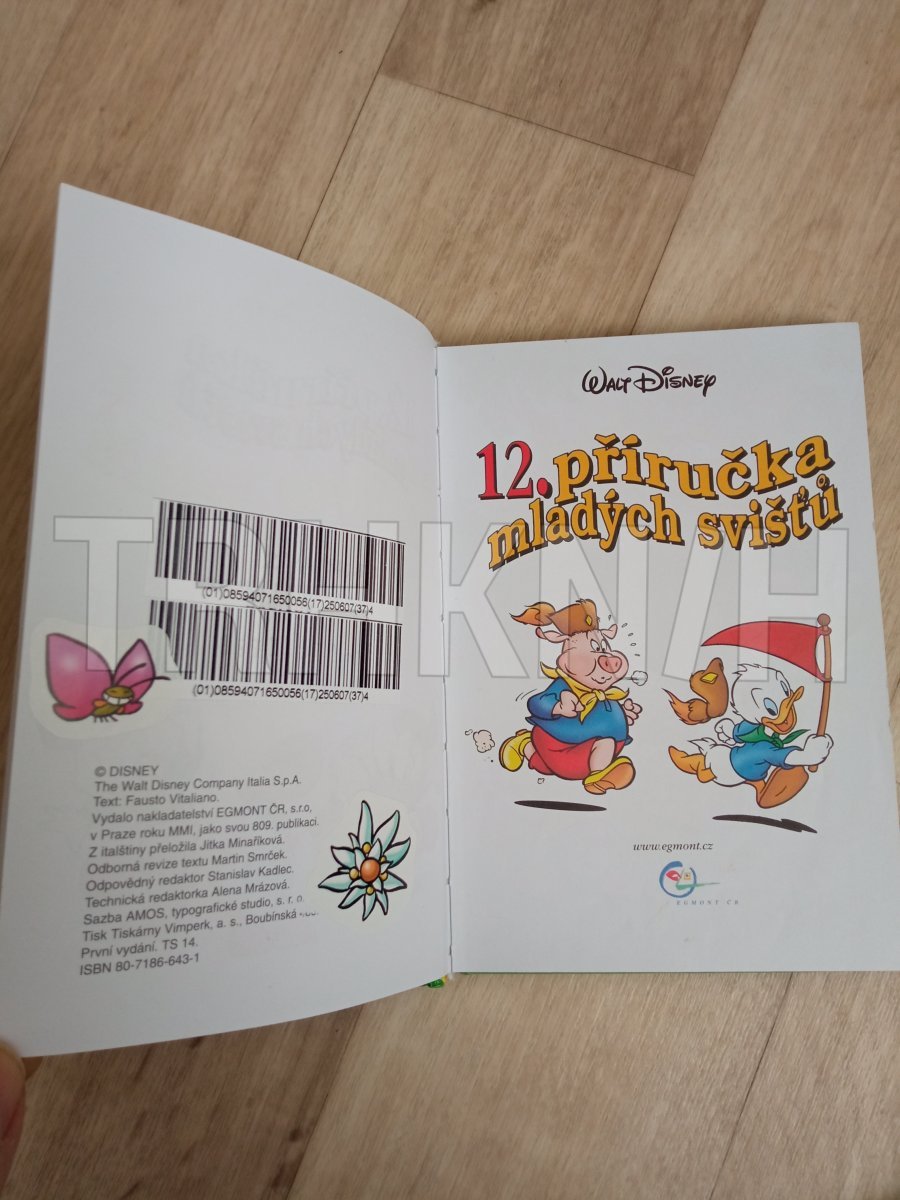 (01)08594071650056(17)250607(37)4
(01)08594071650056(17)250607(37)4
© DISNEY
The Walt Disney Company Italia S.p.A.
Text: Fausto Vitaliano.
Vydalo nakladatelství EGMONT ČR, s.r.o,
v Praze roku MMI, jako svou 809. publikaci.
Z italštiny přeložila Jitka Minaříková.
Odborná revize textu Martin Smrček.
Odpovědný redaktor Stanislav Kadlec.
Technická redaktorka Alena Mrázová.
Sazba AMOS, typografické studio, s. r. o.
Tisk Tiskárny Vimperk, a. s., Boubínská
První vydání. TS 14.
ISBN 80-7186-643-1
WALT DISNEY
12. příručka
mladých svišťů
www.egmont.cz
EGMONT ČR
TRHKNIH